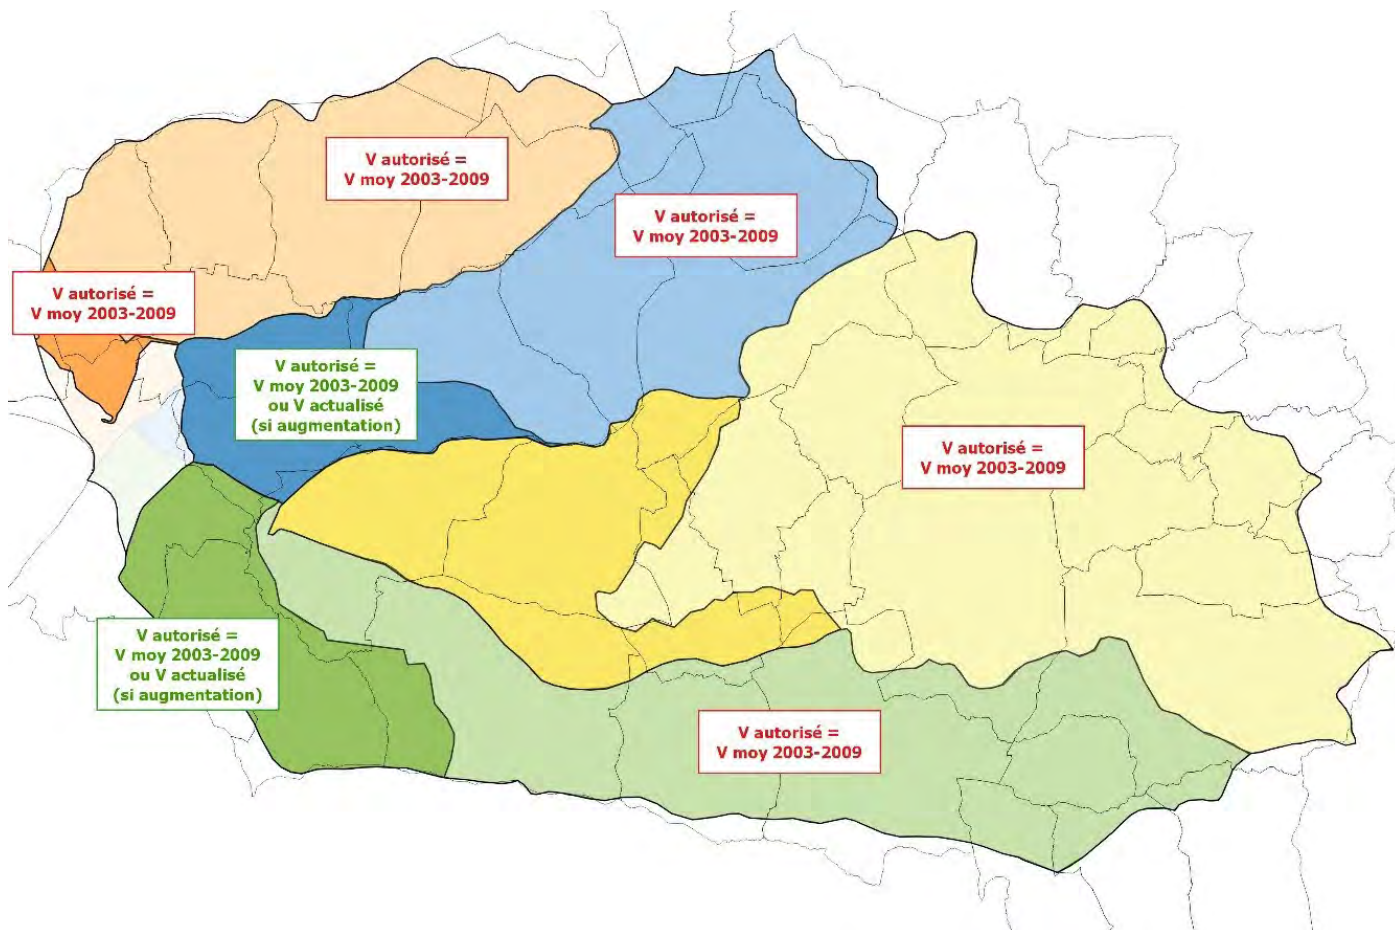 V autorisé =
V moy 2003-2009
V autorisé =
V moy 2003-2009
V autorisé =
V moy 2003-2009
V autorisé =
V moy 2003-2009
ou V actualisé
(si augmentation)
V autorisé =
V moy 2003-2009
V autorisé =
V moy 2003-2009
ou V actualisé
(si augmentation)
V autorisé =
V moy 2003-2009